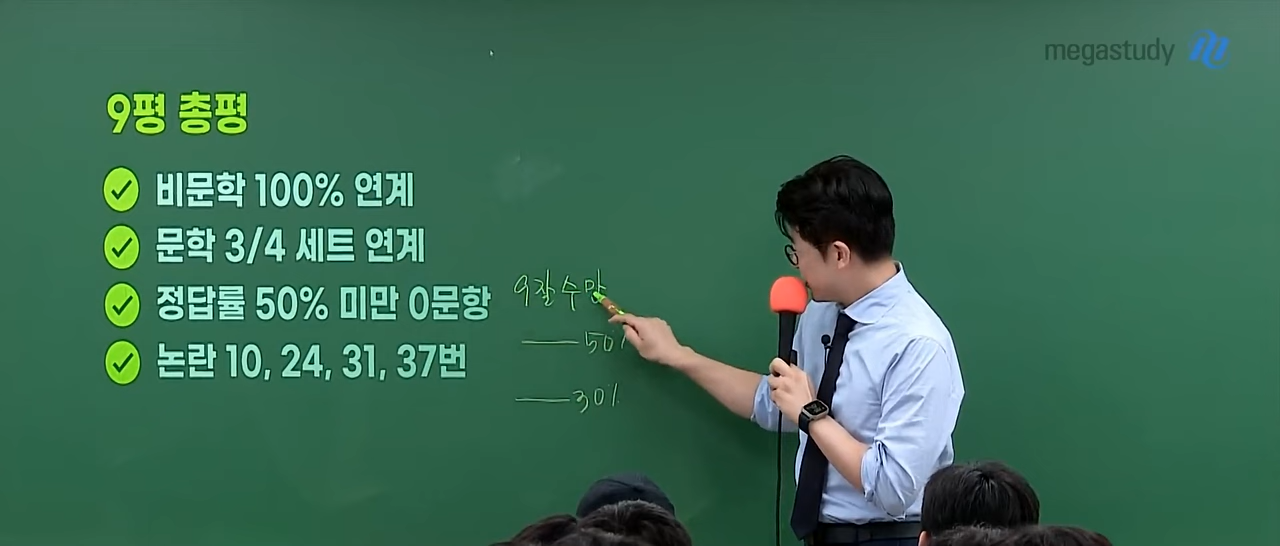 megastudy
9평 총평
비문학 100% 연계
문학 3/4 세트 연계
정답률 50% 미만 0문항
논란 10, 24, 31, 37번
9잘수망
50%
30%